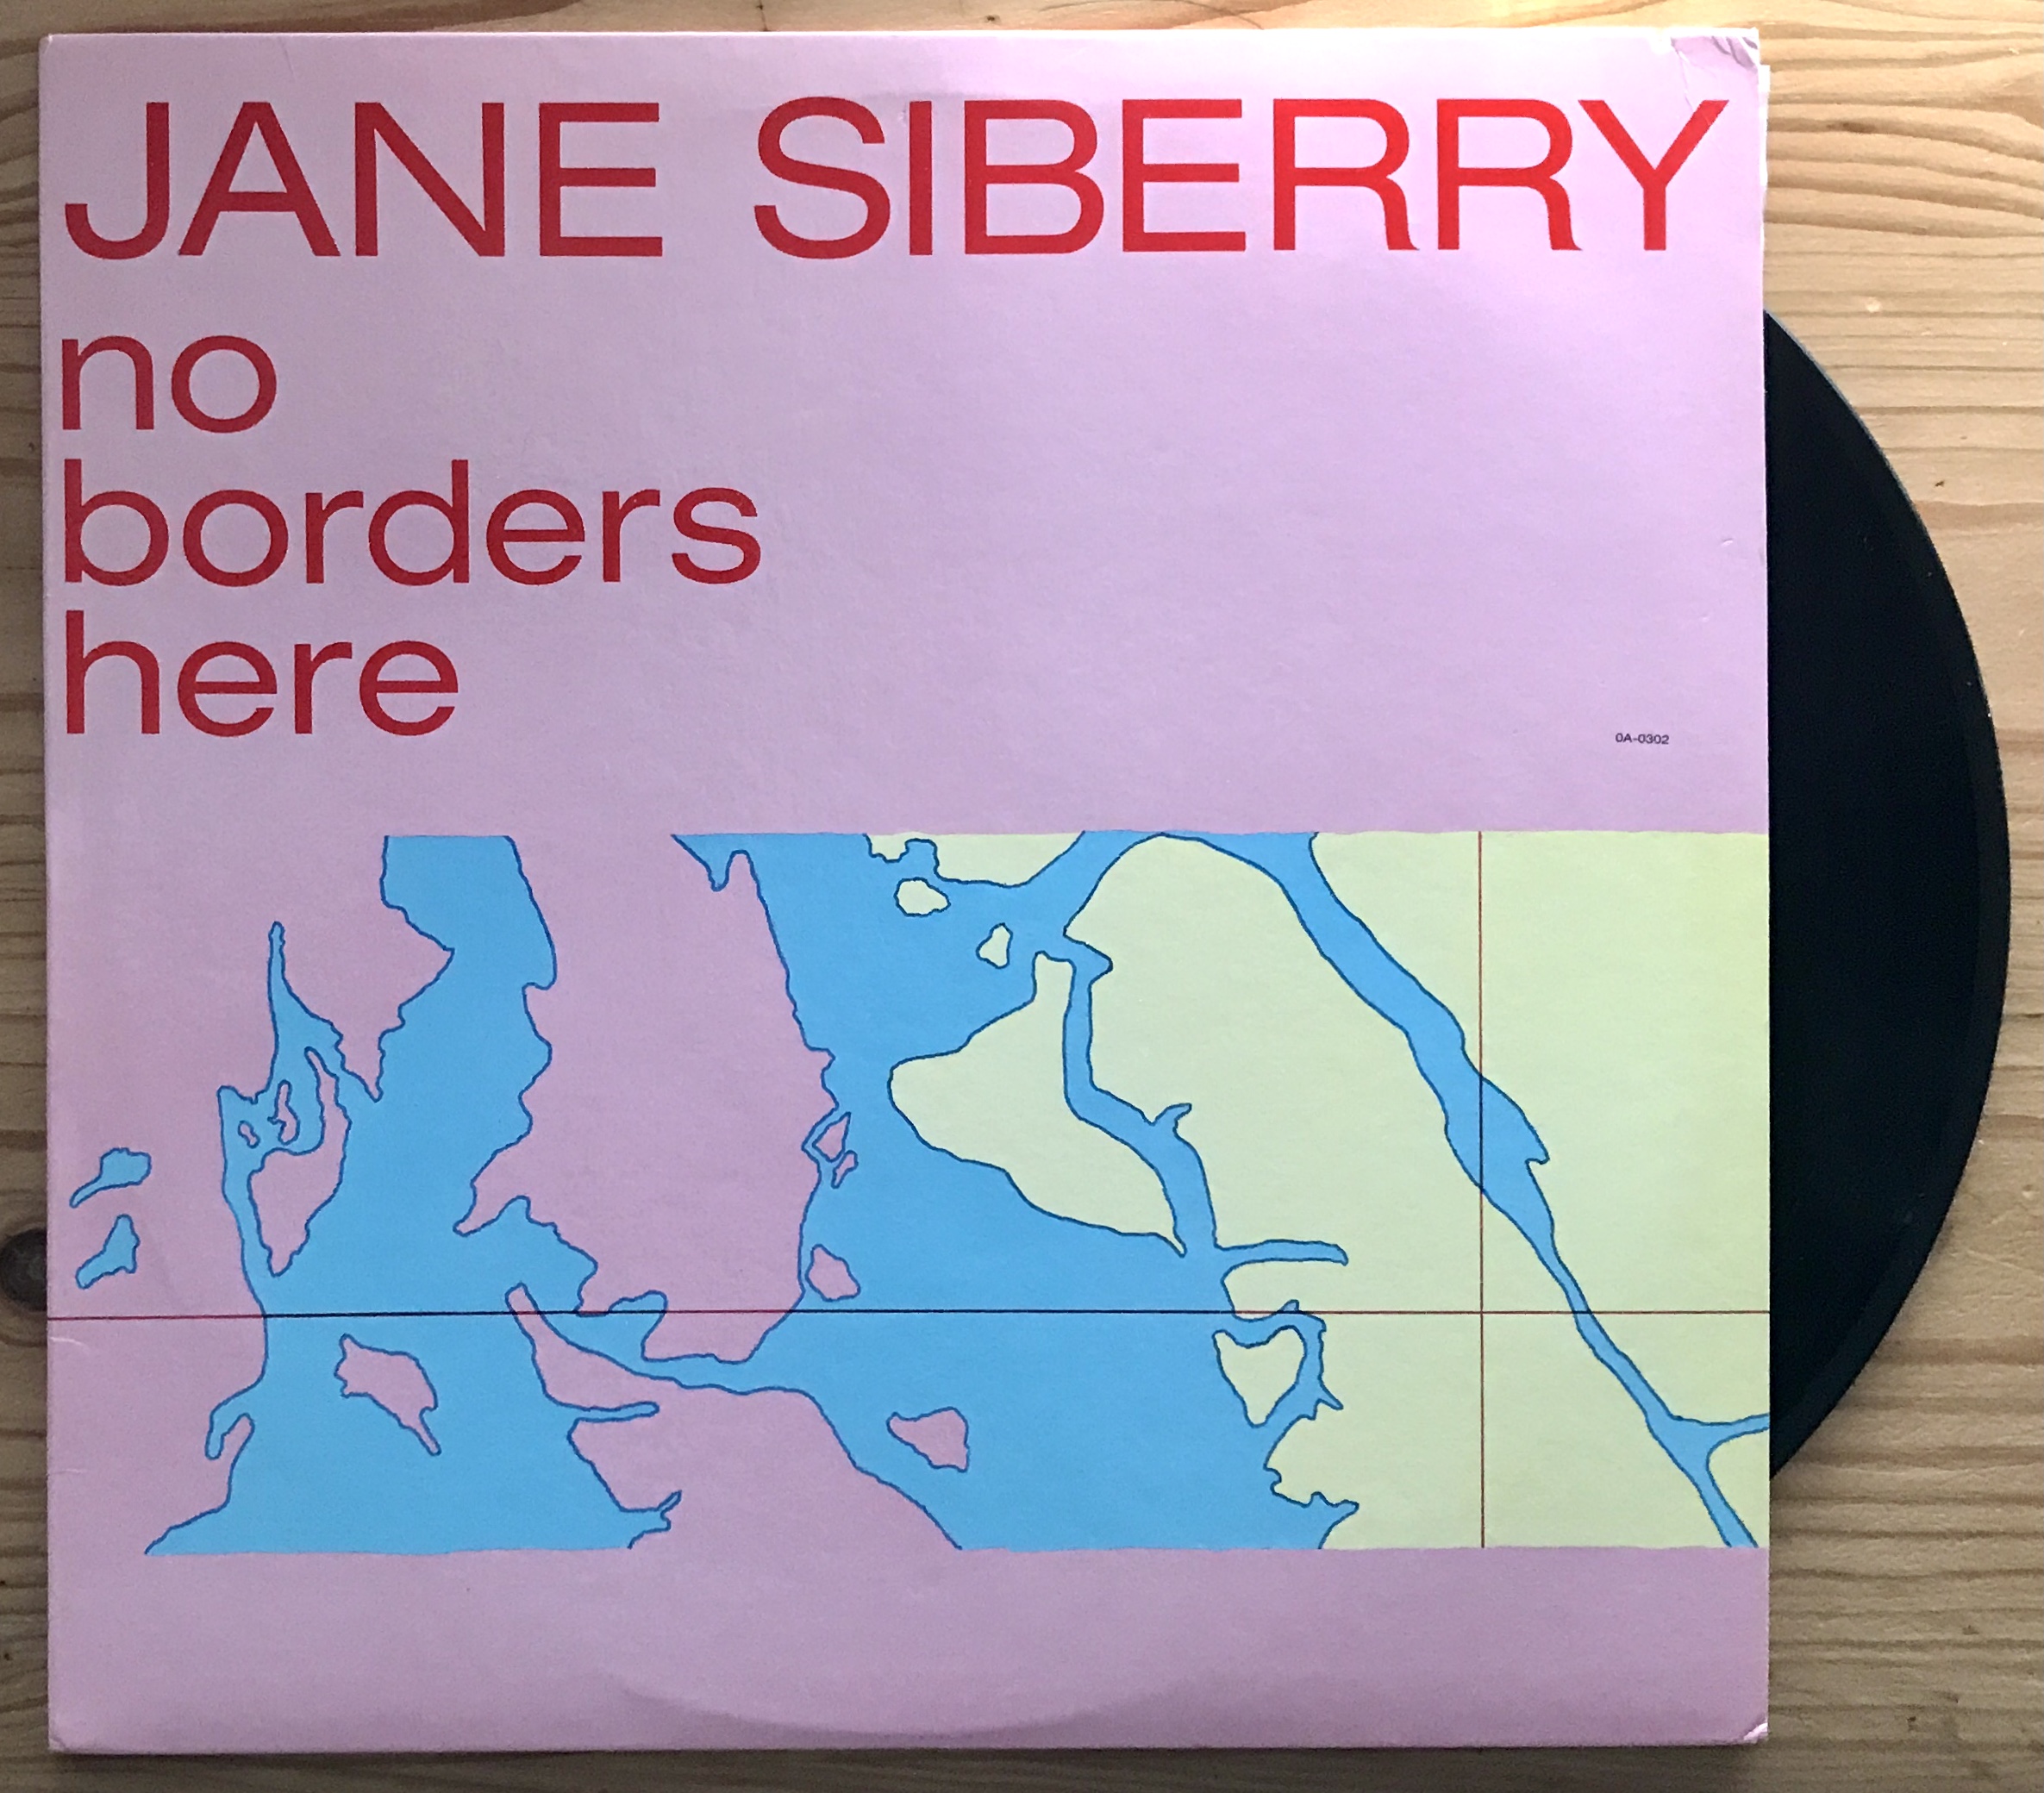 JANE SIBERRY
no
borders
here
0A-0302